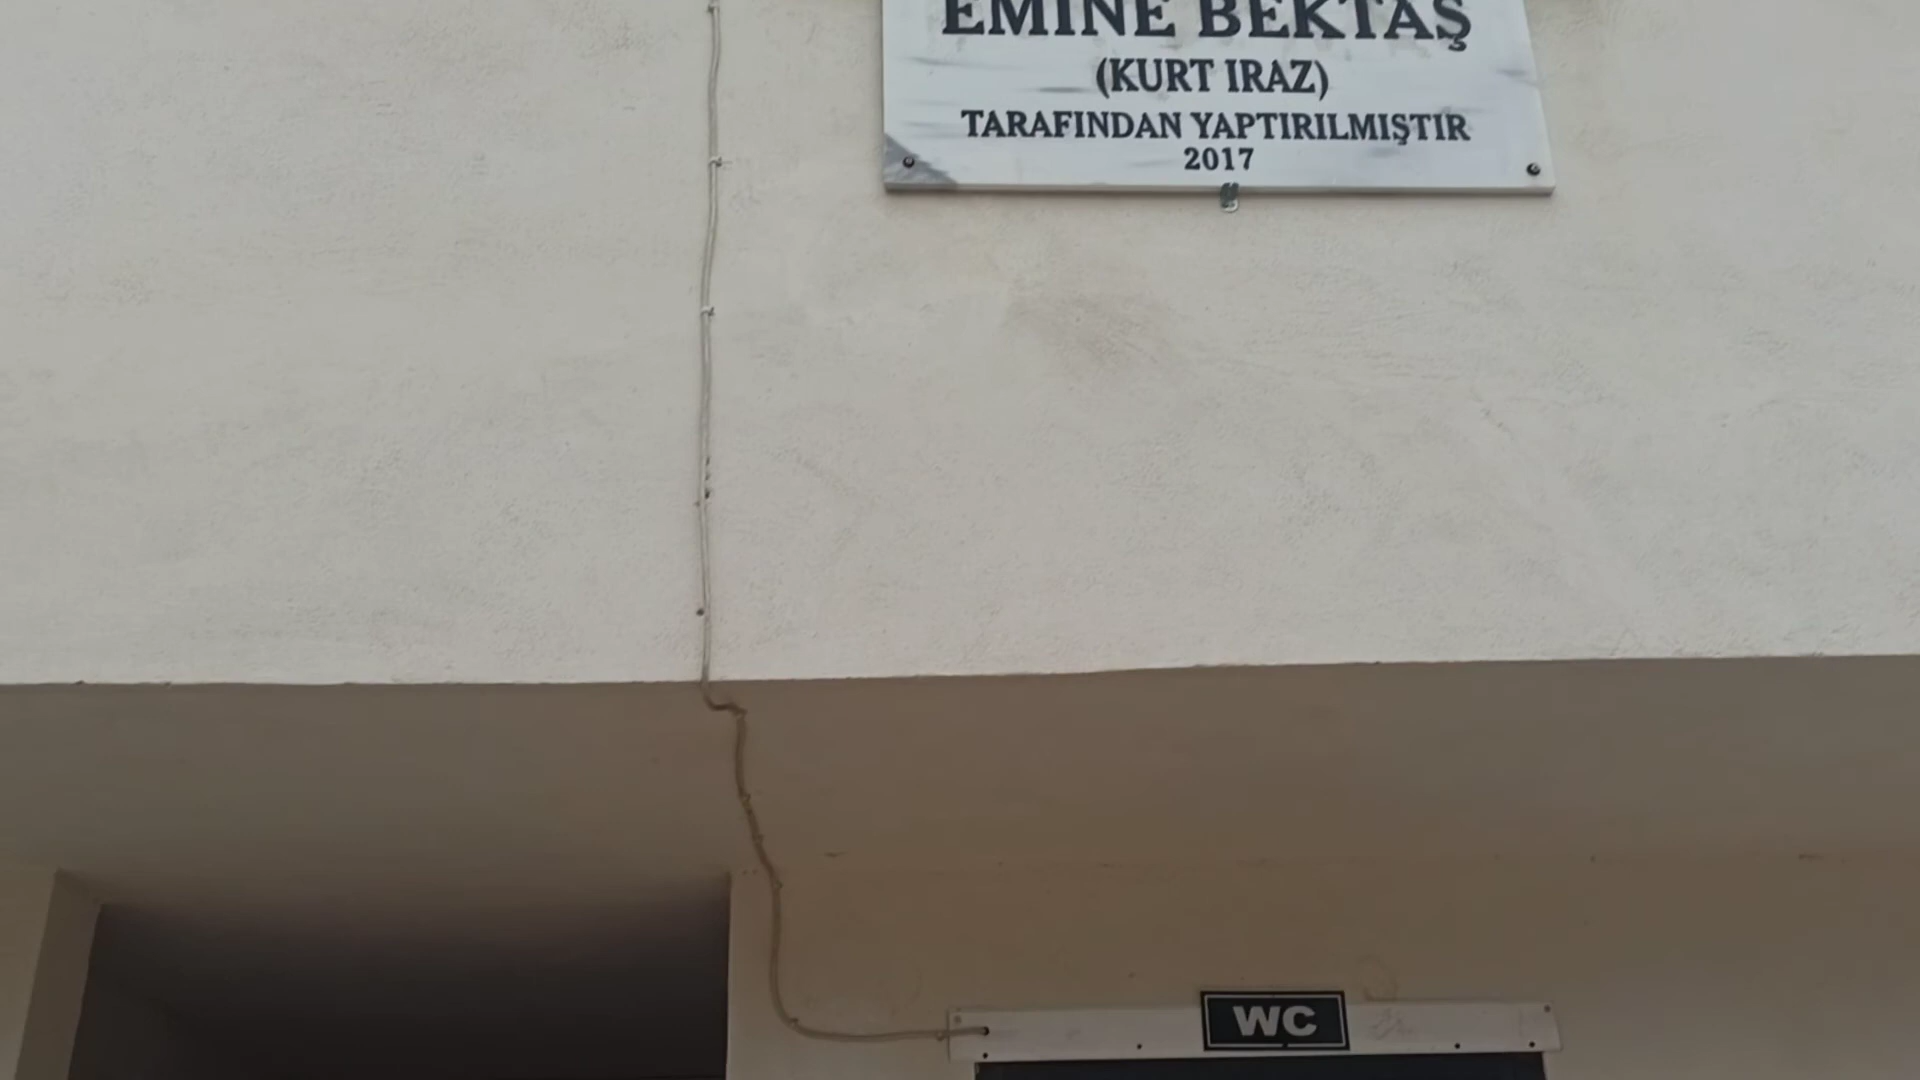 EMİNE BEKTAŞ
(KURT IRAZ)
TARAFINDAN YAPTIRILMIŞTIR
2017
WC